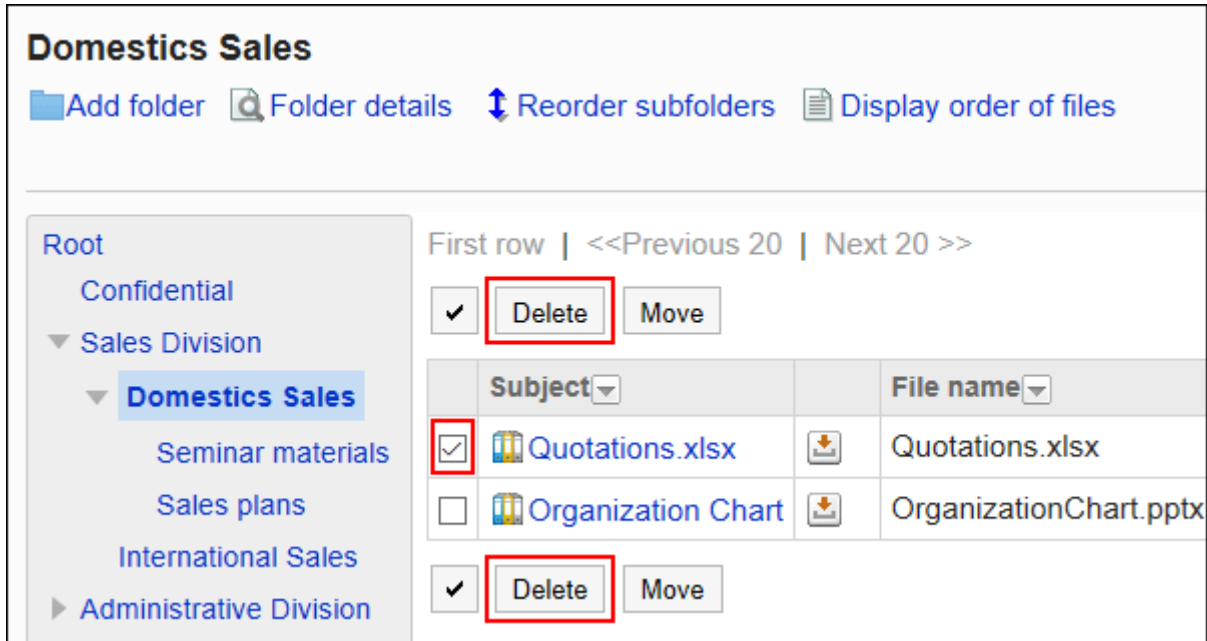 Domestics Sales
Add folder Folder details Reorder subfolders Display order of files
Root
Confidential
Sales Division
Domestics Sales
Seminar materials
Sales plans
International Sales
Administrative Division
First row | <<Previous 20 | Next 20 >>
Delete Move
Subject File name
Quotations.xlsx Quotations.xlsx
Organization Chart OrganizationChart.pptx
Delete Move